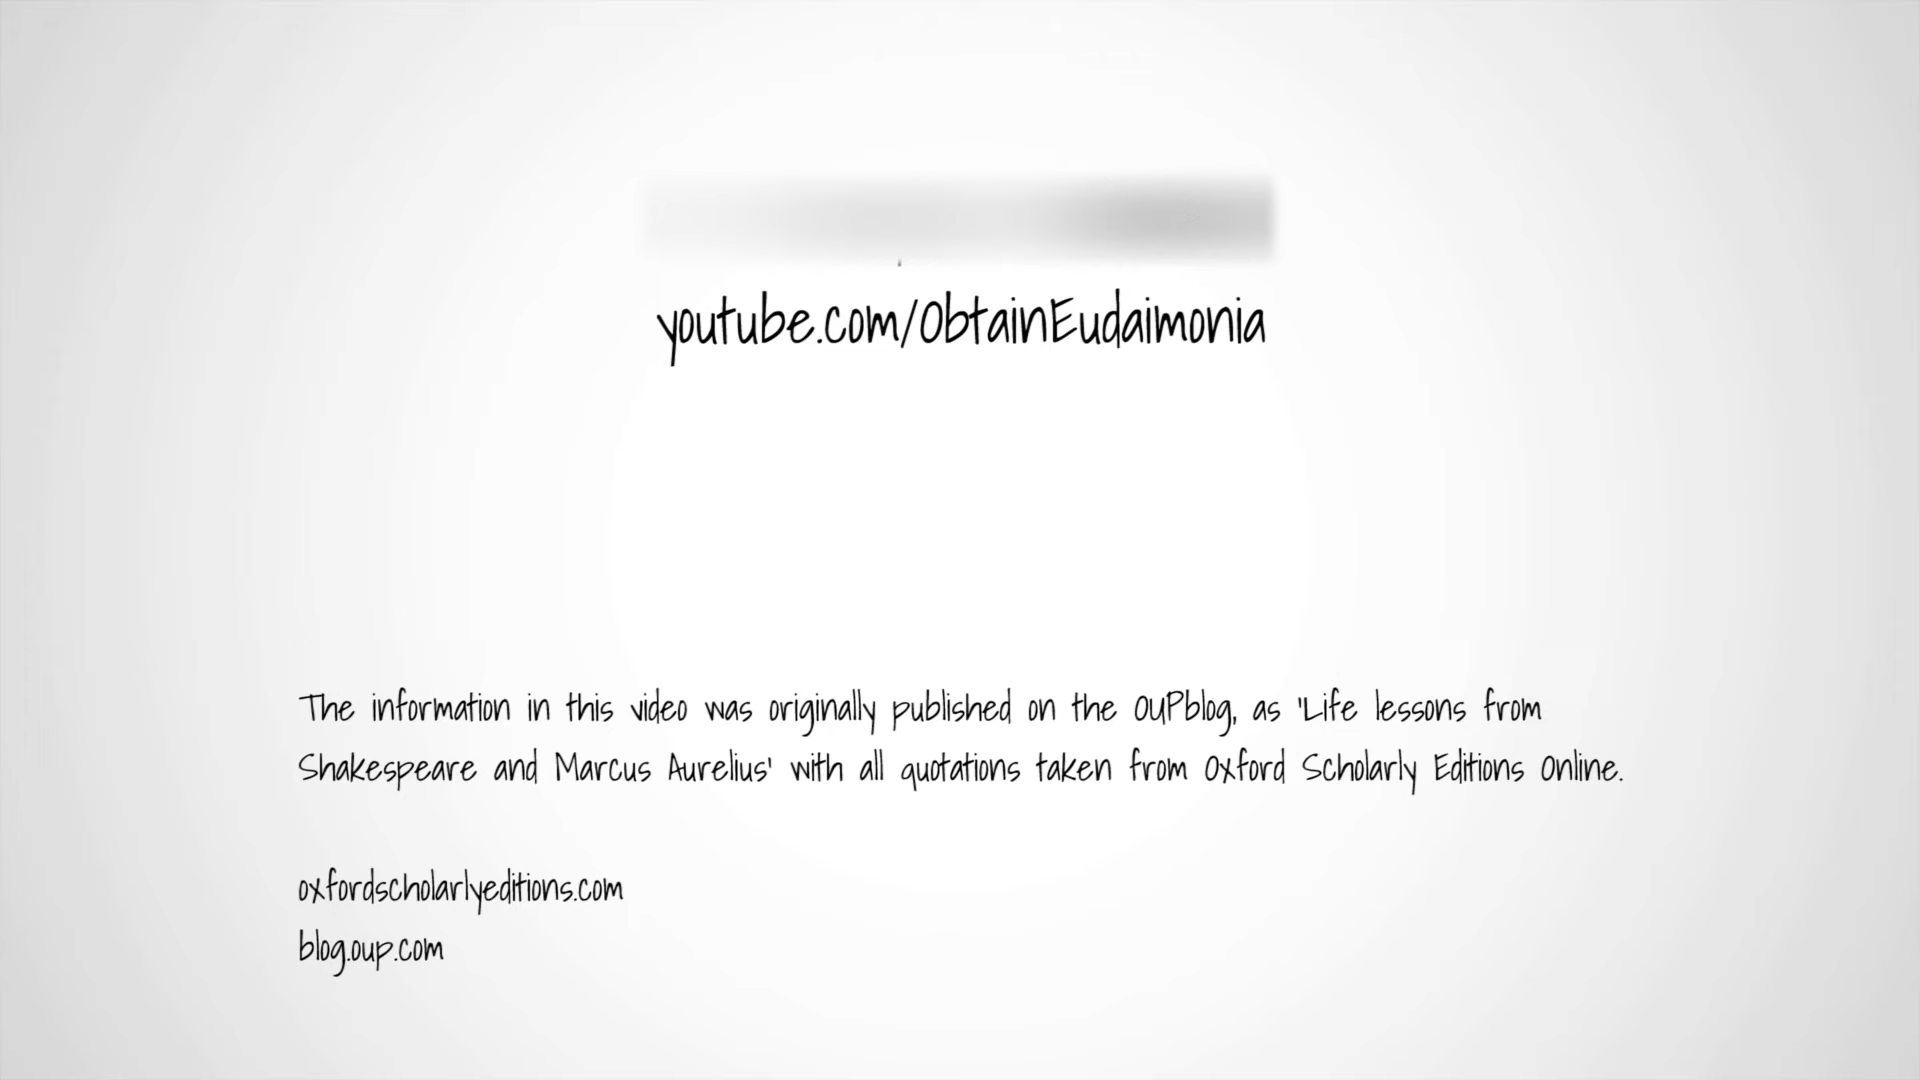 youtube.com/ObtainEudaimonia
The information in this video was originally published on the OUPblog, as 'Life lessons from
Shakespeare and Marcus Aurelius' with all quotations taken from Oxford Scholarly Editions Online.
oxfordscholarlyeditions.com
blog.oup.com